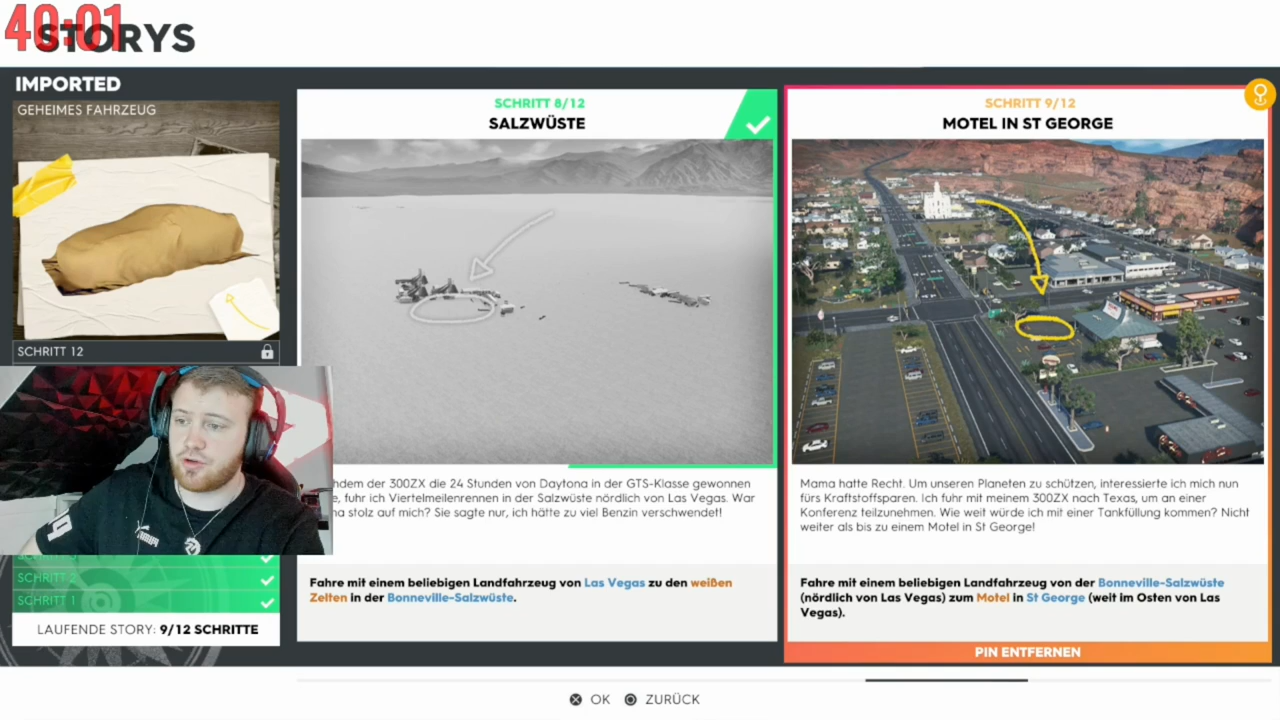 40:01
STORYS
IMPORTED
GEHEIMES FAHRZEUG
SCHRITT 12
SCHRITT 2
SCHRITT 1
LAUFENDE STORY: 9/12 SCHRITTE
SCHRITT 8/12
SALZWÜSTE
der 300ZX die 24 Stunden von Daytona in der GTS-Klasse gewonnen
fuhr ich Viertelmeilenrennen in der Salzwüste nördlich von Las Vegas. War
stolz auf mich? Sie sagte nur, ich hätte zu viel Benzin verschwendet!
Fahre mit einem beliebigen Landfahrzeug von Las Vegas zu den weißen
Zelten in der Bonneville-Salzwüste.
SCHRITT 9/12
MOTEL IN ST GEORGE
Mama hatte Recht. Um unseren Planeten zu schützen, interessierte ich mich nun
fürs Kraftstoffsparen. Ich fuhr mit meinem 300ZX nach Texas, um an einer
Konferenz teilzunehmen. Wie weit würde ich mit einer Tankfüllung kommen? Nicht
weiter als bis zu einem Motel in St George!
Fahre mit einem beliebigen Landfahrzeug von der Bonneville-Salzwüste
(nördlich von Las Vegas) zum Motel in St George (weit im Osten von Las
Vegas).
PIN ENTFERNEN
OK ZURÜCK